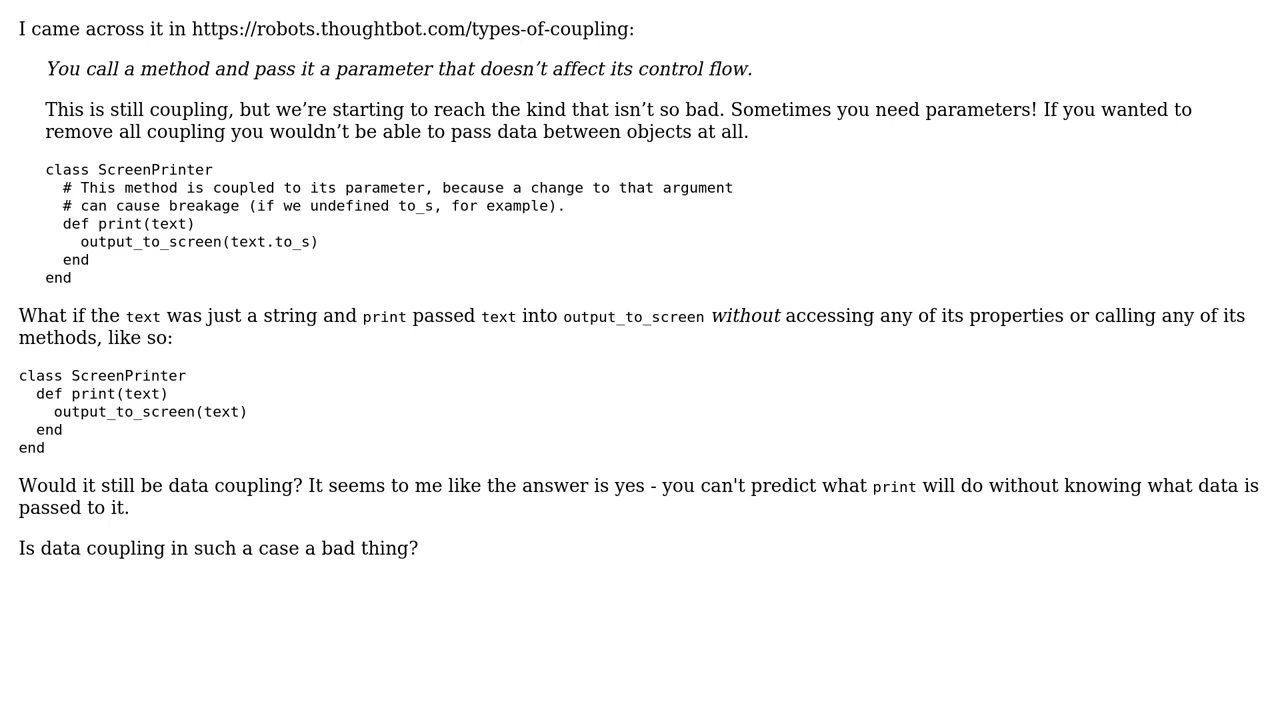 I came across it in https://robots.thoughtbot.com/types-of-coupling:
You call a method and pass it a parameter that doesn’t affect its control flow.
This is still coupling, but we’re starting to reach the kind that isn’t so bad. Sometimes you need parameters! If you wanted to
remove all coupling you wouldn’t be able to pass data between objects at all.
class ScreenPrinter
  # This method is coupled to its parameter, because a change to that argument
  # can cause breakage (if we undefined to_s, for example).
  def print(text)
    output_to_screen(text.to_s)
  end
end
What if the text was just a string and print passed text into output_to_screen without accessing any of its properties or calling any of its
methods, like so:
class ScreenPrinter
  def print(text)
    output_to_screen(text)
  end
end
Would it still be data coupling? It seems to me like the answer is yes - you can't predict what print will do without knowing what data is
passed to it.
Is data coupling in such a case a bad thing?